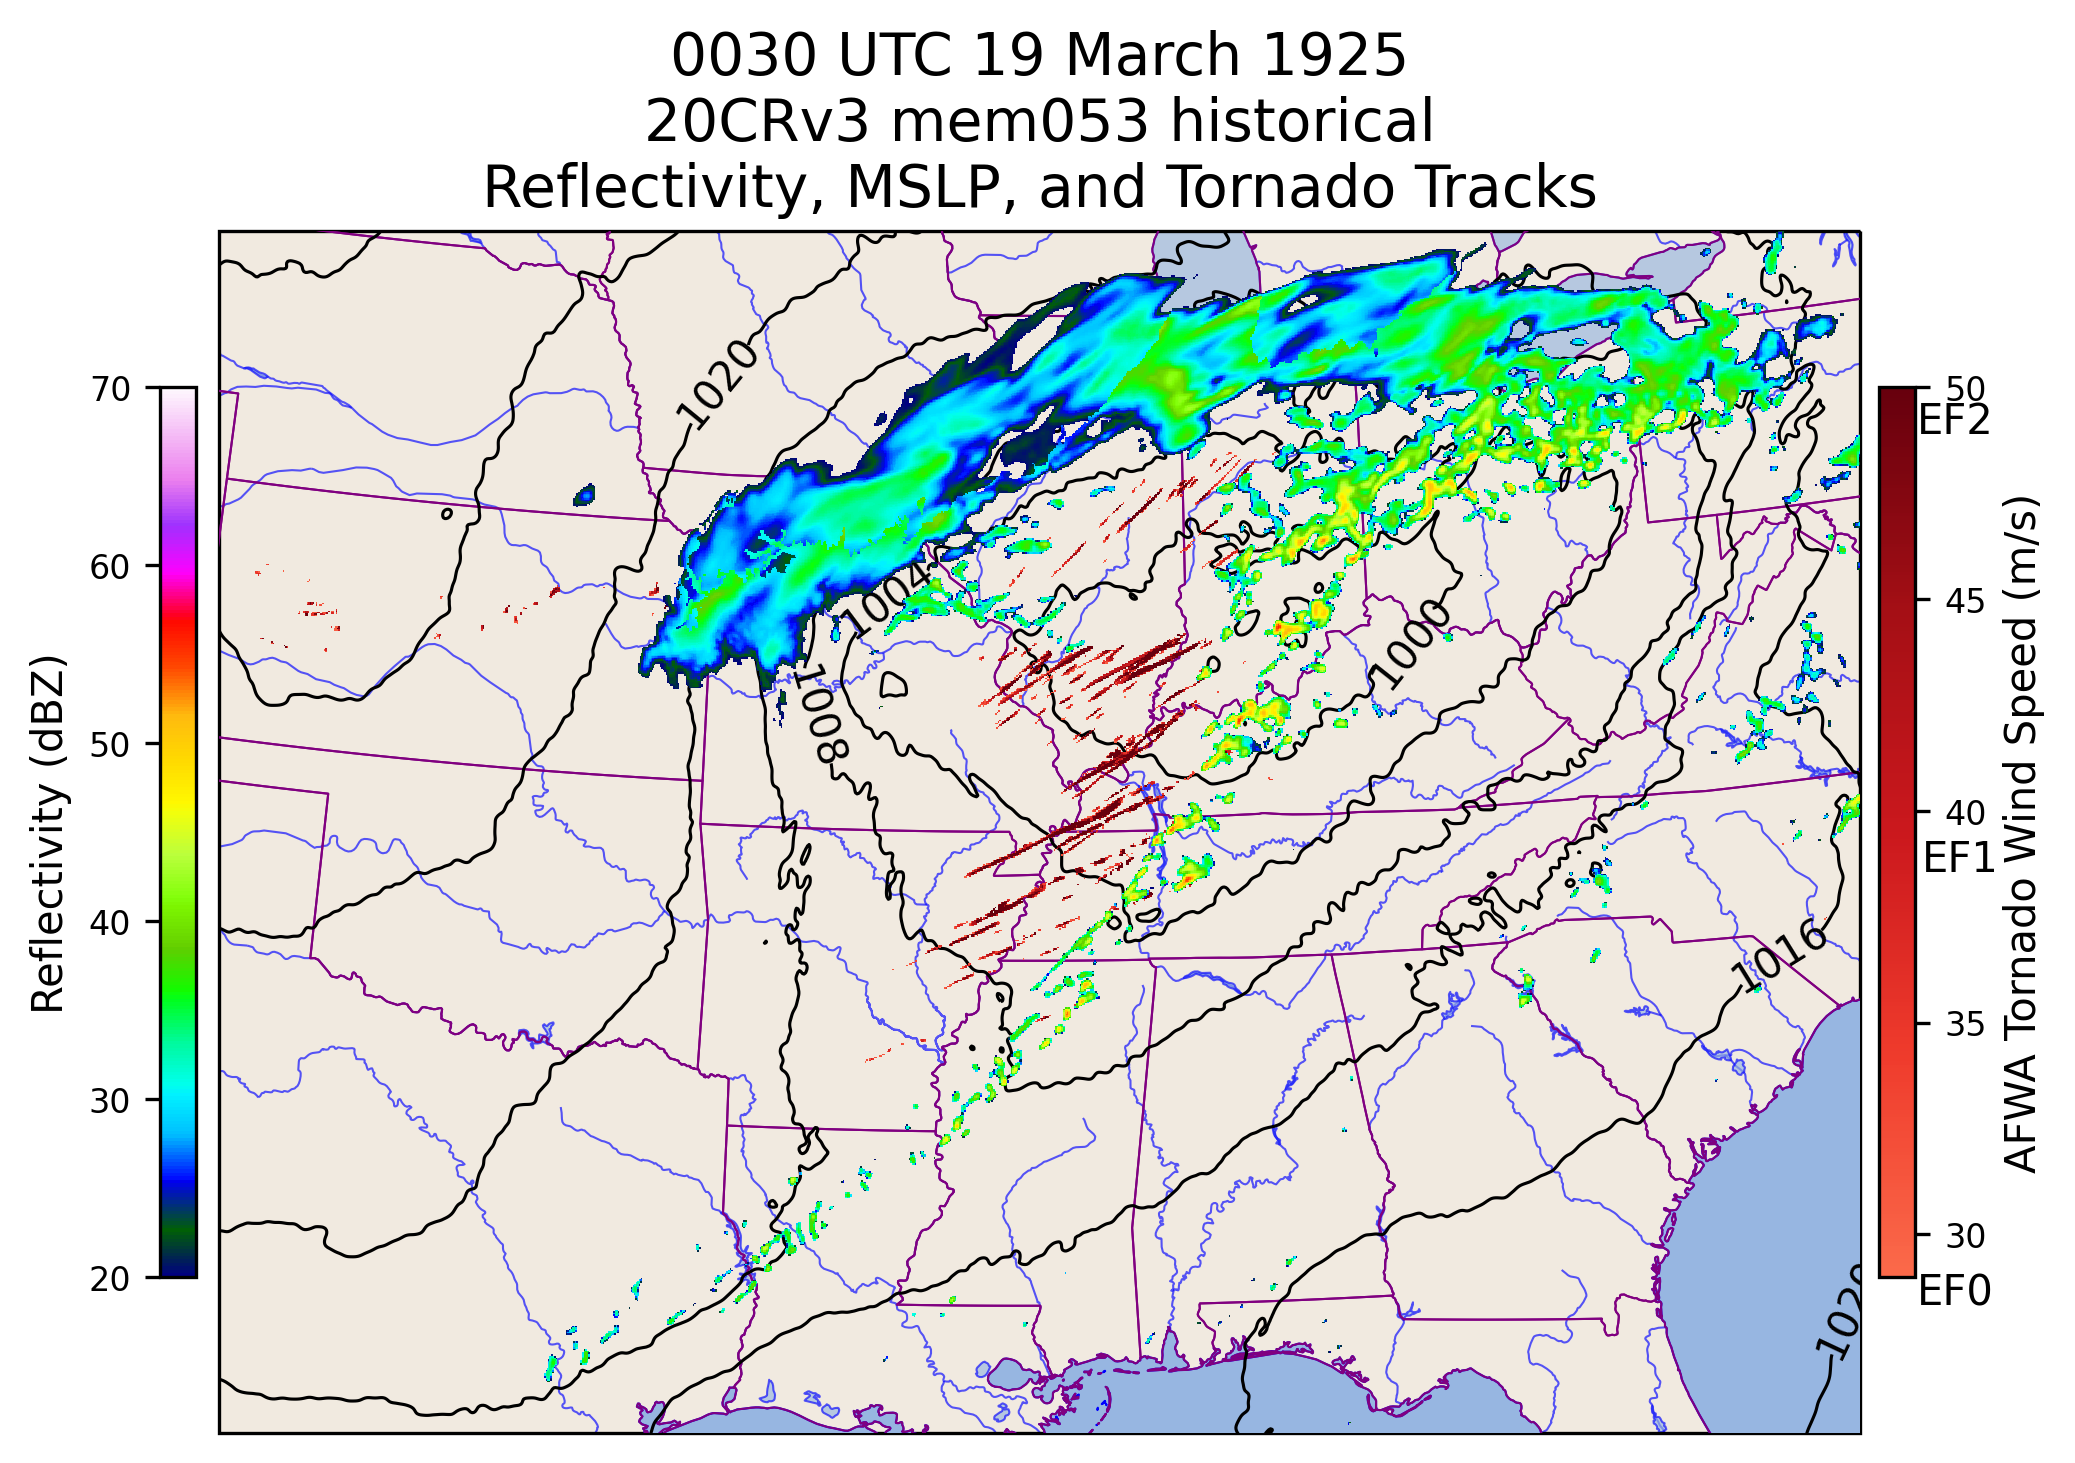 0030 UTC 19 March 1925
20CRv3 mem053 historical
Reflectivity, MSLP, and Tornado Tracks
70
60
50
40
30
20
Reflectivity (dBZ)
1020
1004
1008
1000
1016
1020
50
EF2
45
40
EF1
35
30
EF0
AFWA Tornado Wind Speed (m/s)